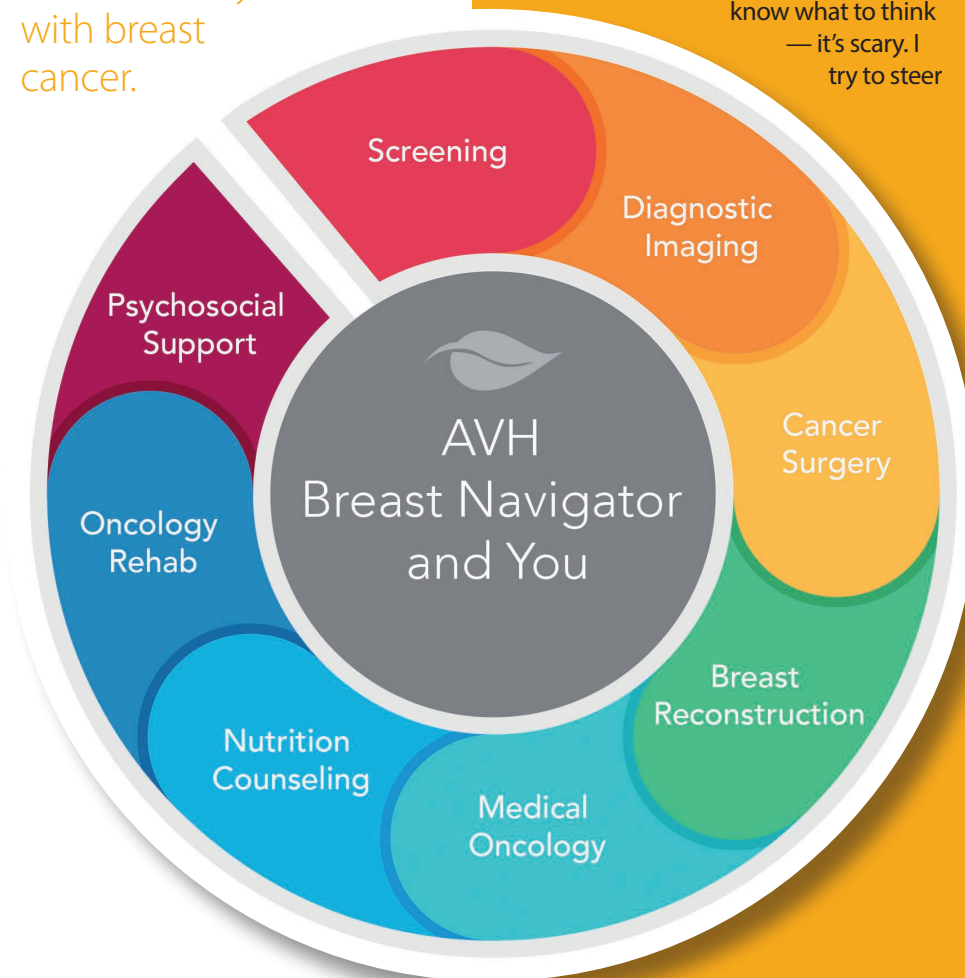 with breast
cancer.
know what to think
— it's scary. I
try to steer
Screening
Diagnostic
Imaging
Cancer
Surgery
Breast
Reconstruction
Medical
Oncology
Nutrition
Counseling
Oncology
Rehab
Psychosocial
Support
AVH
Breast Navigator
and You